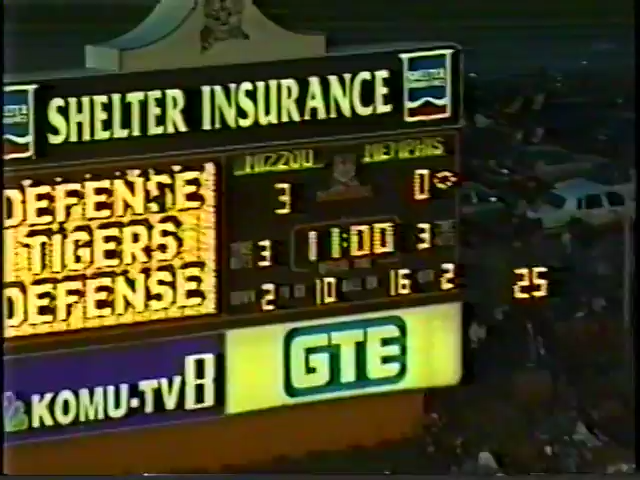 SHELTER INSURANCE
SHELTER
MIZZOU MEMPHIS
3 0
DEFENSE
TIGERS
DEFENSE
3 11:00 3
2 10 16 2
25
KOMU-TV 8
GTE